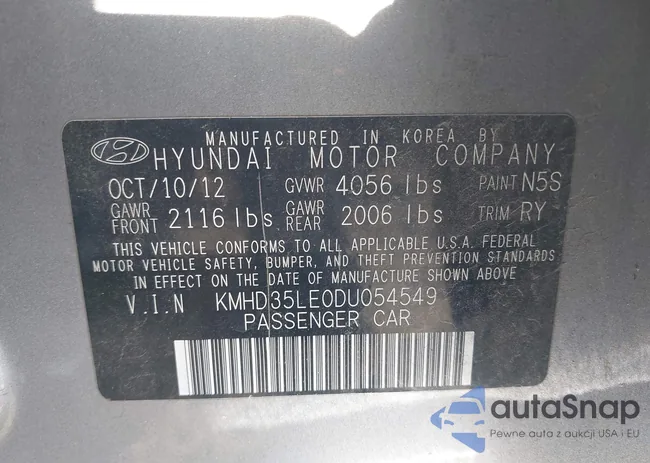 MANUFACTURED IN KOREA BY
HYUNDAI MOTOR COMPANY
OCT/10/12 GVWR 4056 lbs PAINT N5S
GAWR FRONT 2116 lbs GAWR REAR 2006 lbs TRIM RY
THIS VEHICLE CONFORMS TO ALL APPLICABLE U.S.A. FEDERAL
MOTOR VEHICLE SAFETY, BUMPER, AND THEFT PREVENTION STANDARDS
IN EFFECT ON THE DATE OF MANUFACTURE SHOWN ABOVE
V.I.N KMHD35LE0DU054549
PASSENGER CAR
autaSnap
Pewne auta z aukcji USA i EU